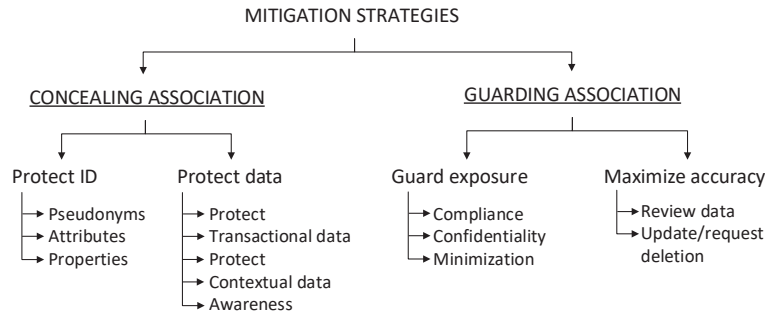 MITIGATION STRATEGIES
CONCEALING ASSOCIATION
GUARDING ASSOCIATION
Protect ID
Pseudonyms
Attributes
Properties
Protect data
Protect
Transactional data
Protect
Contextual data
Awareness
Guard exposure
Compliance
Confidentiality
Minimization
Maximize accuracy
Review data
Update/request
deletion